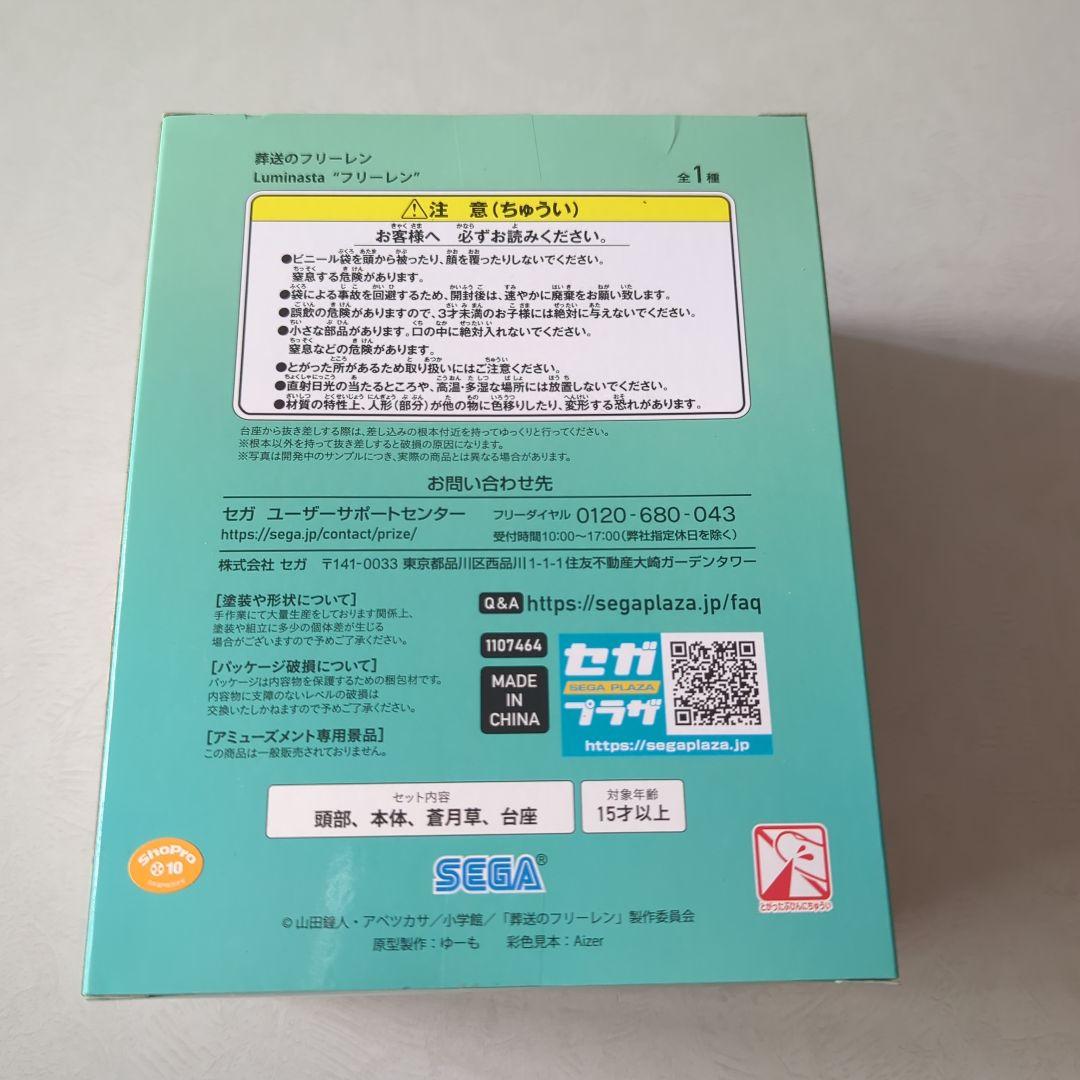 葬送のフリーレン
Luminasta “フリーレン”
全1種
⚠注 意(ちゅうい)
お客様へ 必ずお読みください。
●ビニール袋を頭から被ったり、顔を覆ったりしないでください。
窒息する危険があります。
●袋による事故を回避するため、開封後は、速やかに廃棄をお願い致します。
●誤飲の危険がありますので、3才未満のお子様には絶対に与えないでください。
●小さな部品があります。口の中に絶対入れないでください。
窒息などの危険があります。
●とがった所があるため取り扱いにはご注意ください。
●直射日光の当たるところや、高温・多湿な場所には放置しないでください。
●材質の特性上、人形(部分)が他の物に色移りしたり、変形する恐れがあります。
台座から抜き差しする際は、差し込みの根本付近を持ってゆっくりと行ってください。
※根本以外を持って抜き差しすると破損の原因になります。
※写真は開発中のサンプルにつき、実際の商品とは異なる場合があります。
お問い合わせ先
セガ ユーザーサポートセンター フリーダイヤル 0120-680-043
https://sega.jp/contact/prize/ 受付時間10:00〜17:00(弊社指定休日を除く)
株式会社 セガ 〒141-0033 東京都品川区西品川1-1-1住友不動産大崎ガーデンタワー
[塗装や形状について]
手作業にて大量生産をしております関係上、
塗装や組立に多少の個体差が生じる
場合がございますので予めご了承ください。
[パッケージ破損について]
パッケージは内容物を保護するための梱包材です。
内容物に支障のないレベルの破損は
交換いたしかねますので予めご了承ください。
[アミューズメント専用景品]
この商品は一般販売されておりません。
Q&A https://segaplaza.jp/faq
1107464
MADE
IN
CHINA
セガ
SEGA PLAZA
プラザ
https://segaplaza.jp
セット内容
頭部、本体、蒼月草、台座
対象年齢
15才以上
ShoPro
10
SEGA®
とがったぶひんにちゅうい
© 山田鐘人・アベツカサ/小学館/「葬送のフリーレン」製作委員会
原型製作:ゆーも 彩色見本:Aizer